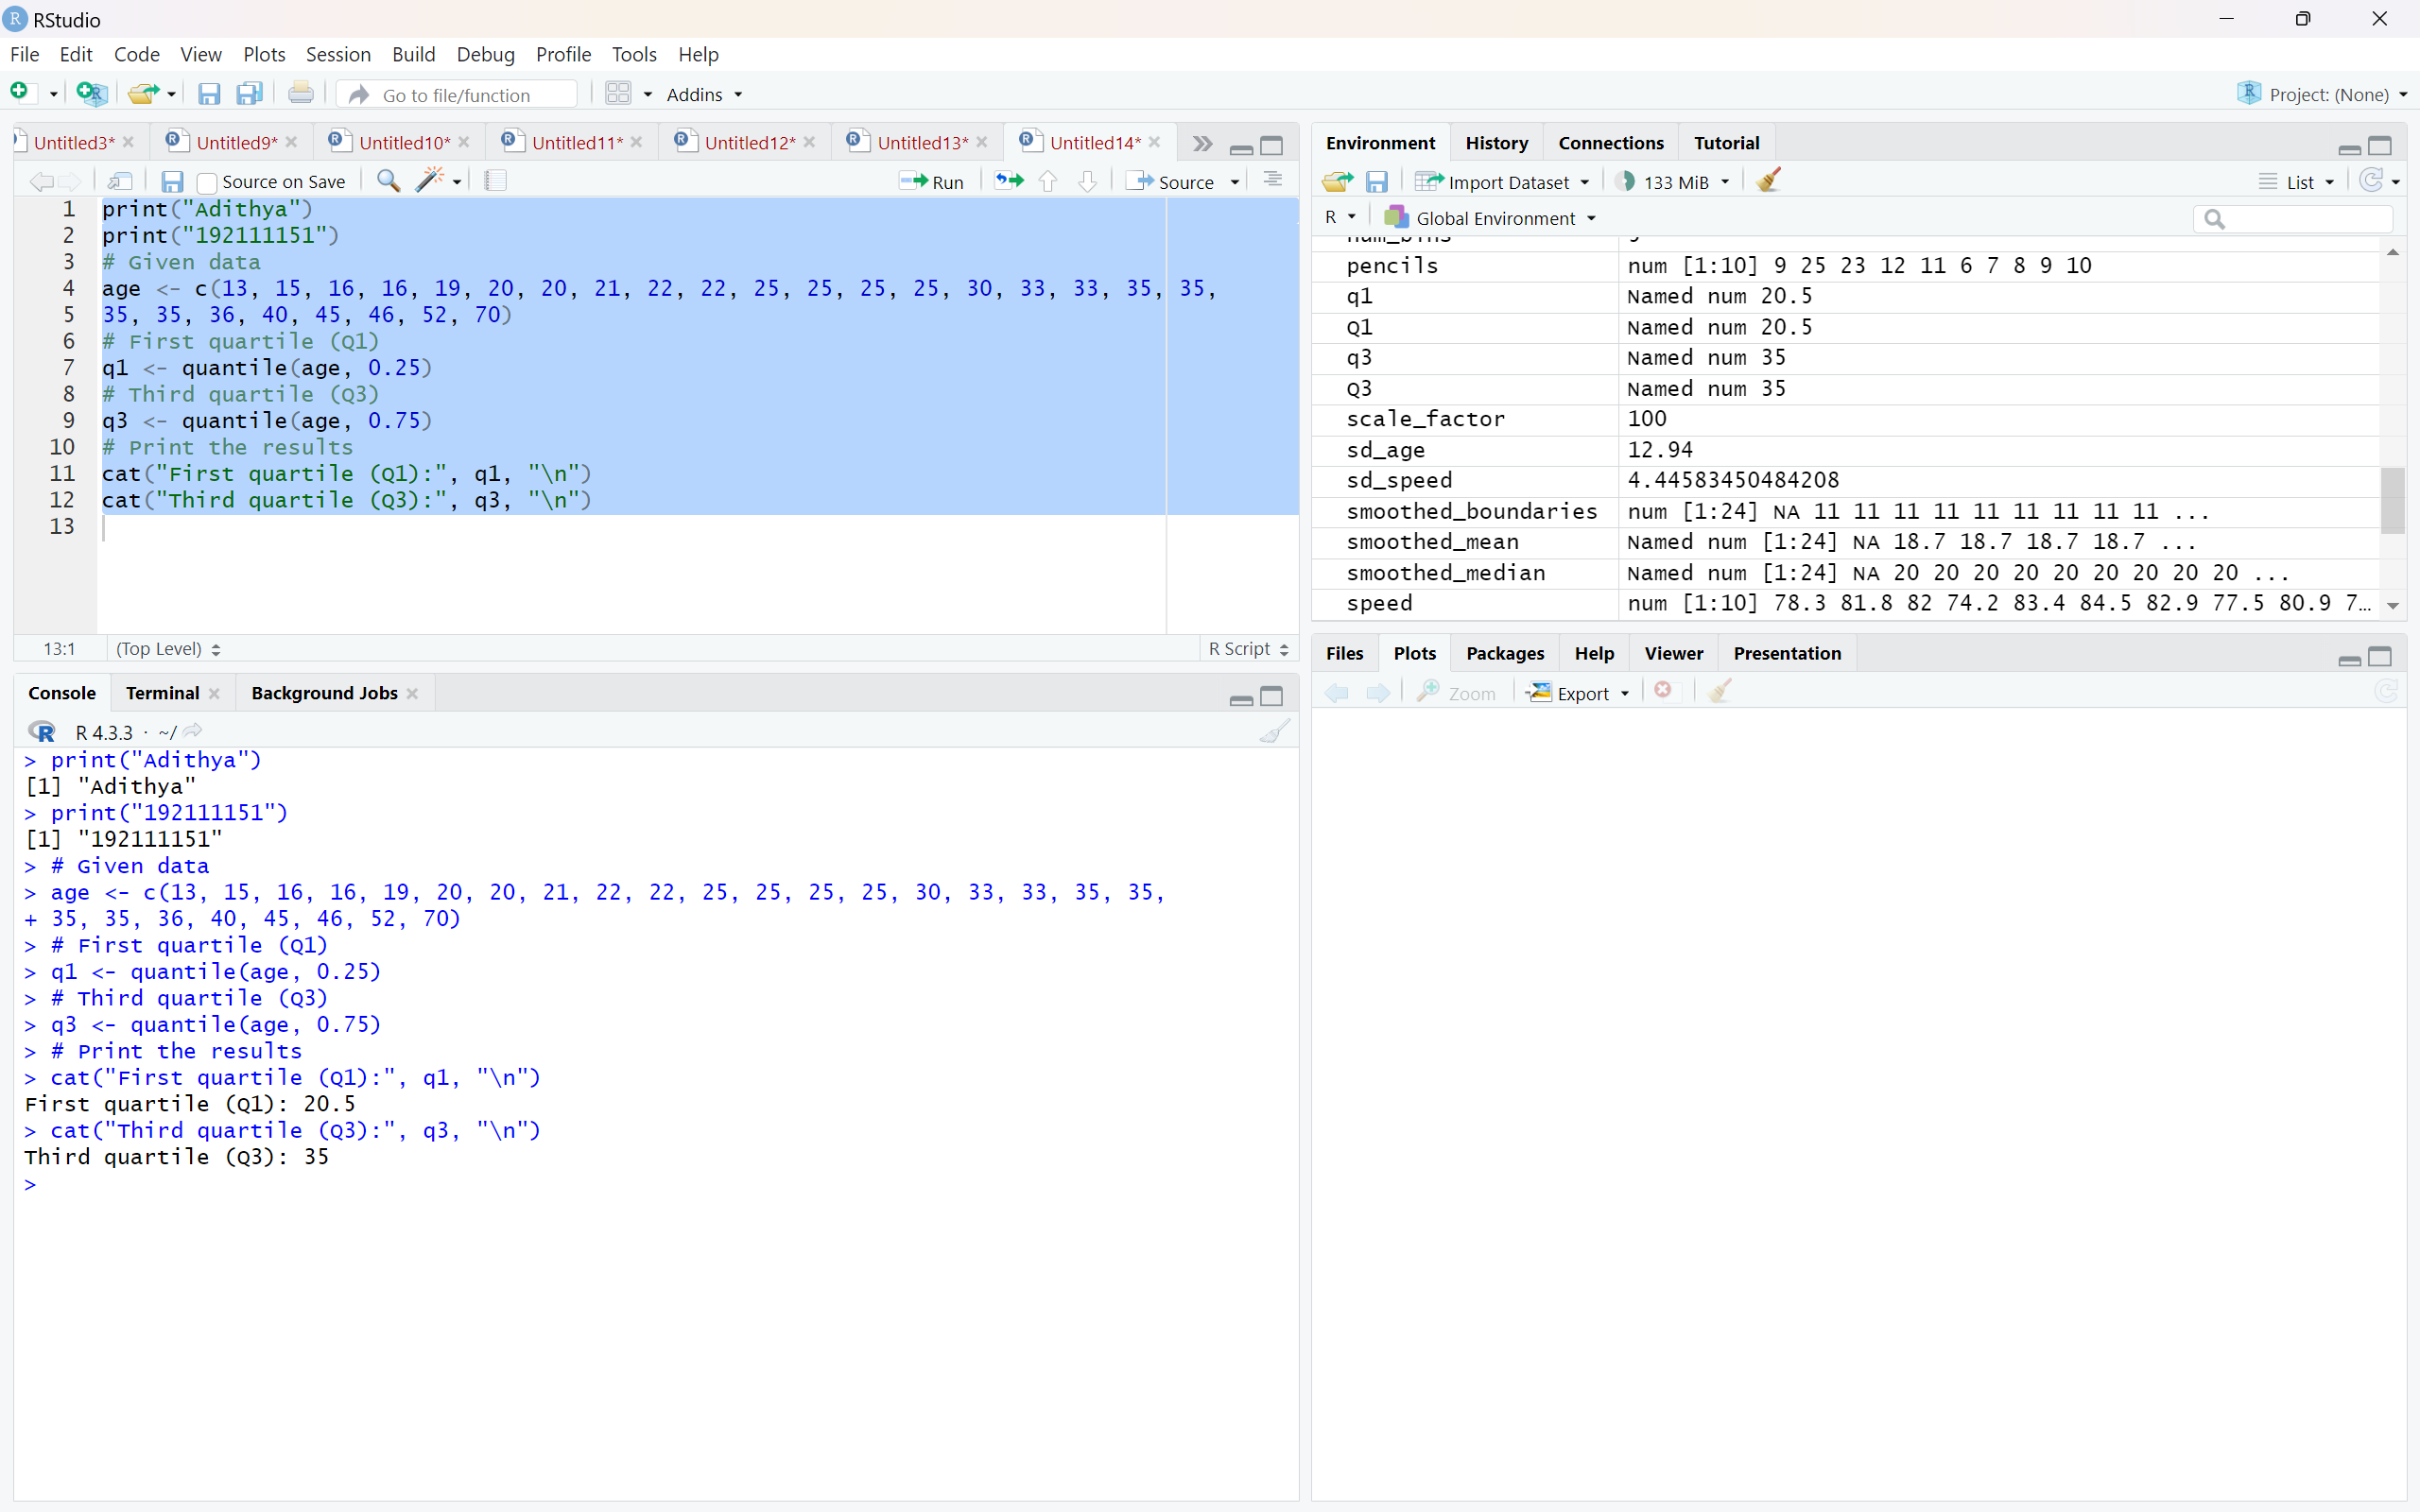 RStudio
File Edit Code View Plots Session Build Debug Profile Tools Help
Go to file/function Addins Project: (None)
Untitled3* Untitled9* Untitled10* Untitled11* Untitled12* Untitled13* Untitled14*
Source on Save Run Source
1 print("Adithya")
2 print("192111151")
3 # Given data
4 age <- c(13, 15, 16, 16, 19, 20, 20, 21, 22, 22, 25, 25, 25, 25, 30, 33, 33, 35, 35,
5 35, 35, 36, 40, 45, 46, 52, 70)
6 # First quartile (Q1)
7 q1 <- quantile(age, 0.25)
8 # Third quartile (Q3)
9 q3 <- quantile(age, 0.75)
10 # Print the results
11 cat("First quartile (Q1):", q1, "\n")
12 cat("Third quartile (Q3):", q3, "\n")
13
13:1 (Top Level) R Script
Console Terminal Background Jobs
R 4.3.3 · ~/
> print("Adithya")
[1] "Adithya"
> print("192111151")
[1] "192111151"
> # Given data
> age <- c(13, 15, 16, 16, 19, 20, 20, 21, 22, 22, 25, 25, 25, 25, 30, 33, 33, 35, 35,
+ 35, 35, 36, 40, 45, 46, 52, 70)
> # First quartile (Q1)
> q1 <- quantile(age, 0.25)
> # Third quartile (Q3)
> q3 <- quantile(age, 0.75)
> # Print the results
> cat("First quartile (Q1):", q1, "\n")
First quartile (Q1): 20.5
> cat("Third quartile (Q3):", q3, "\n")
Third quartile (Q3): 35
>
Environment History Connections Tutorial
Import Dataset 133 MiB List
R Global Environment
pencils num [1:10] 9 25 23 12 11 6 7 8 9 10
q1 Named num 20.5
Q1 Named num 20.5
q3 Named num 35
Q3 Named num 35
scale_factor 100
sd_age 12.94
sd_speed 4.44583450484208
smoothed_boundaries num [1:24] NA 11 11 11 11 11 11 11 11 11 ...
smoothed_mean Named num [1:24] NA 18.7 18.7 18.7 18.7 ...
smoothed_median Named num [1:24] NA 20 20 20 20 20 20 20 20 20 ...
speed num [1:10] 78.3 81.8 82 74.2 83.4 84.5 82.9 77.5 80.9 7...
Files Plots Packages Help Viewer Presentation
Zoom Export